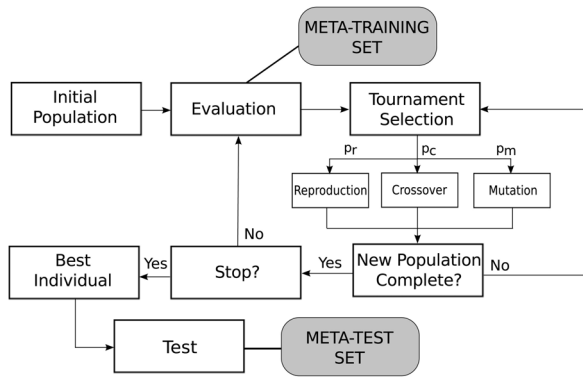 META-TRAINING
SET
Initial
Population
Evaluation
Tournament
Selection
pr
pc
pm
Reproduction
Crossover
Mutation
No
Best
Individual
Yes
Stop?
Yes
New Population
Complete?
No
Test
META-TEST
SET